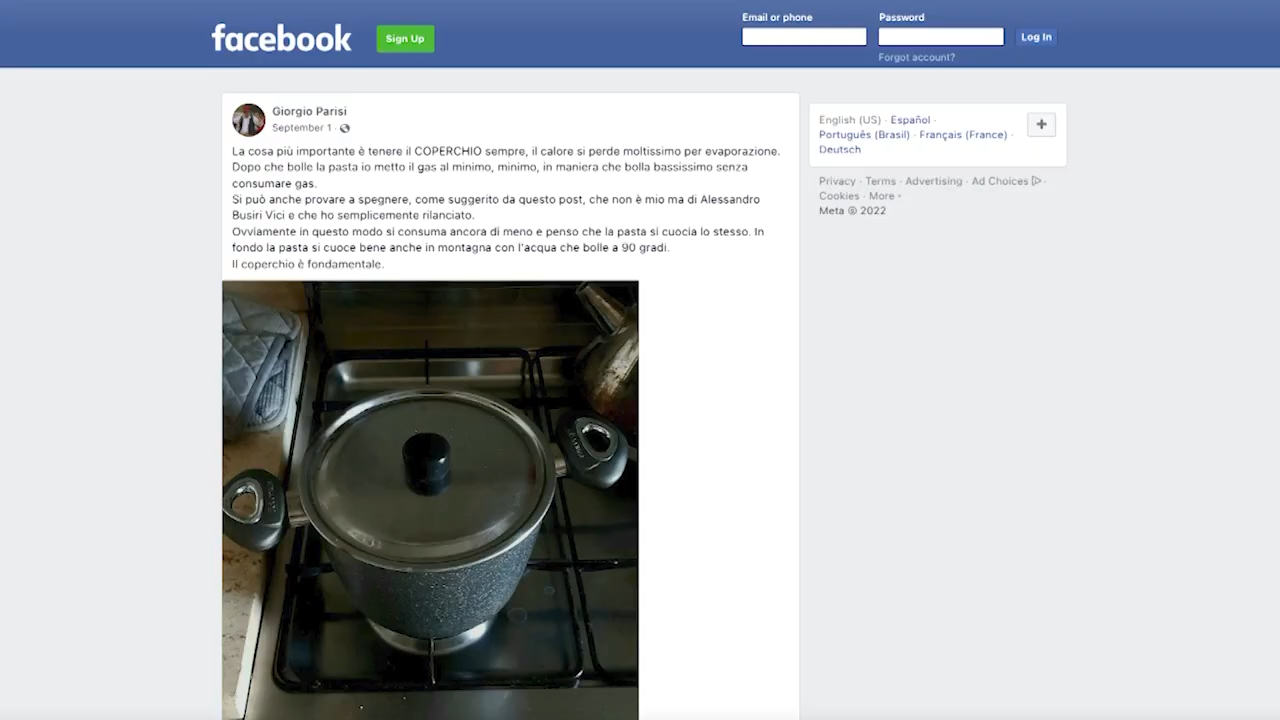 facebook
Sign Up
Email or phone
Password
Log In
Forgot account?
Giorgio Parisi
September 1 ·
La cosa più importante è tenere il COPERCHIO sempre, il calore si perde moltissimo per evaporazione.
Dopo che bolle la pasta io metto il gas al minimo, minimo, in maniera che bolla bassissimo senza
consumare gas.
Si può anche provare a spegnere, come suggerito da questo post, che non è mio ma di Alessandro
Busiri Vici e che ho semplicemente rilanciato.
Ovviamente in questo modo si consuma ancora di meno e penso che la pasta si cuocia lo stesso. In
fondo la pasta si cuoce bene anche in montagna con l'acqua che bolle a 90 gradi.
Il coperchio è fondamentale.
English (US) · Español ·
Português (Brasil) · Français (France) ·
Deutsch
+
Privacy · Terms · Advertising · Ad Choices ·
Cookies · More
Meta © 2022